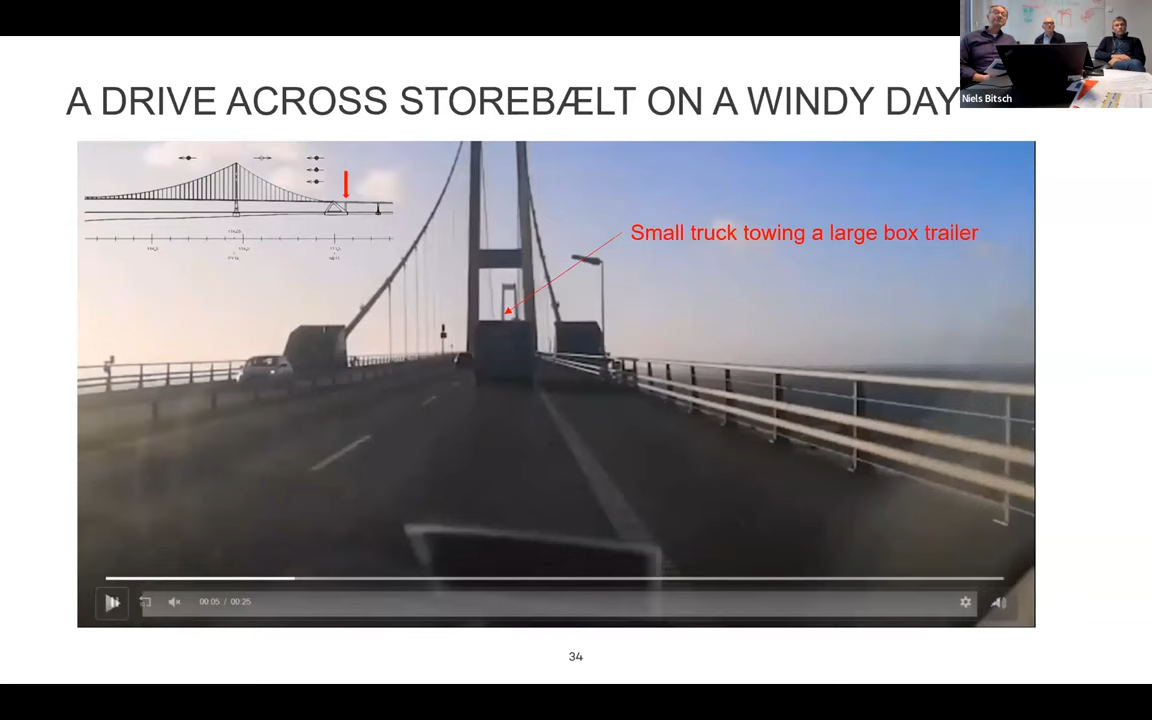 A DRIVE ACROSS STOREBÆLT ON A WINDY DAY
Niels Bitsch
Small truck towing a large box trailer
00:05 / 00:25
34